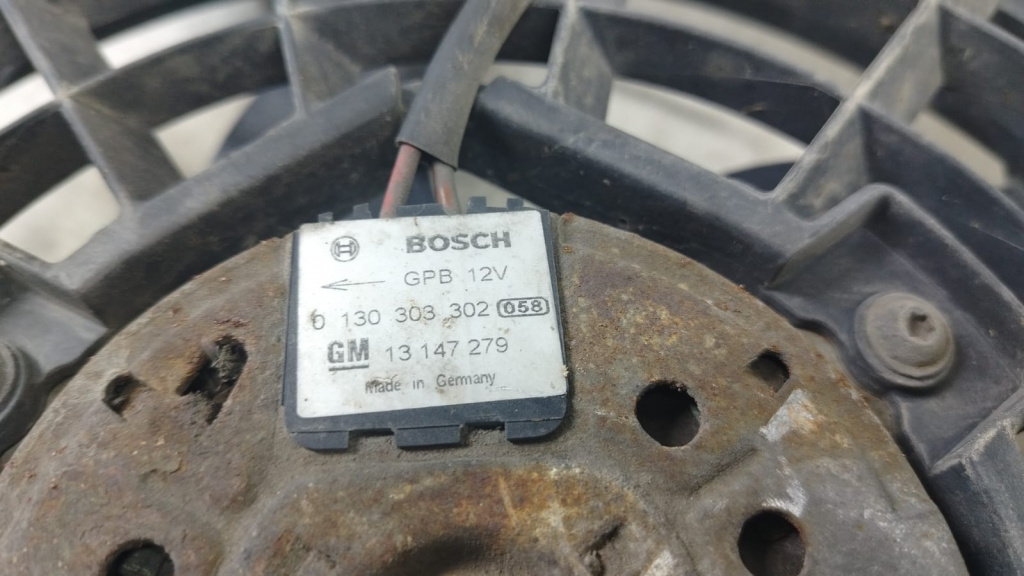 BOSCH
GPB 12V
0 130 303 302 058
GM 13 147 279
Made in Germany